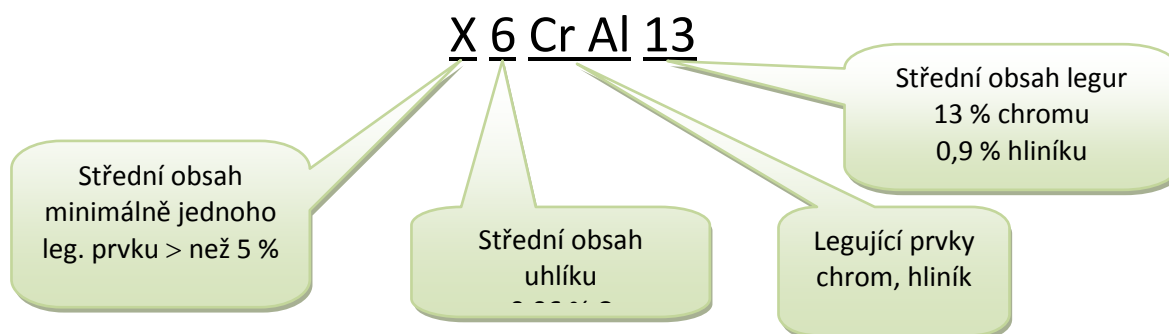 X 6 Cr Al 13
Střední obsah legur
13 % chromu
0,9 % hliníku
Střední obsah
minimálně jednoho
leg. prvku > než 5 %
Střední obsah
uhlíku
Legující prvky
chrom, hliník